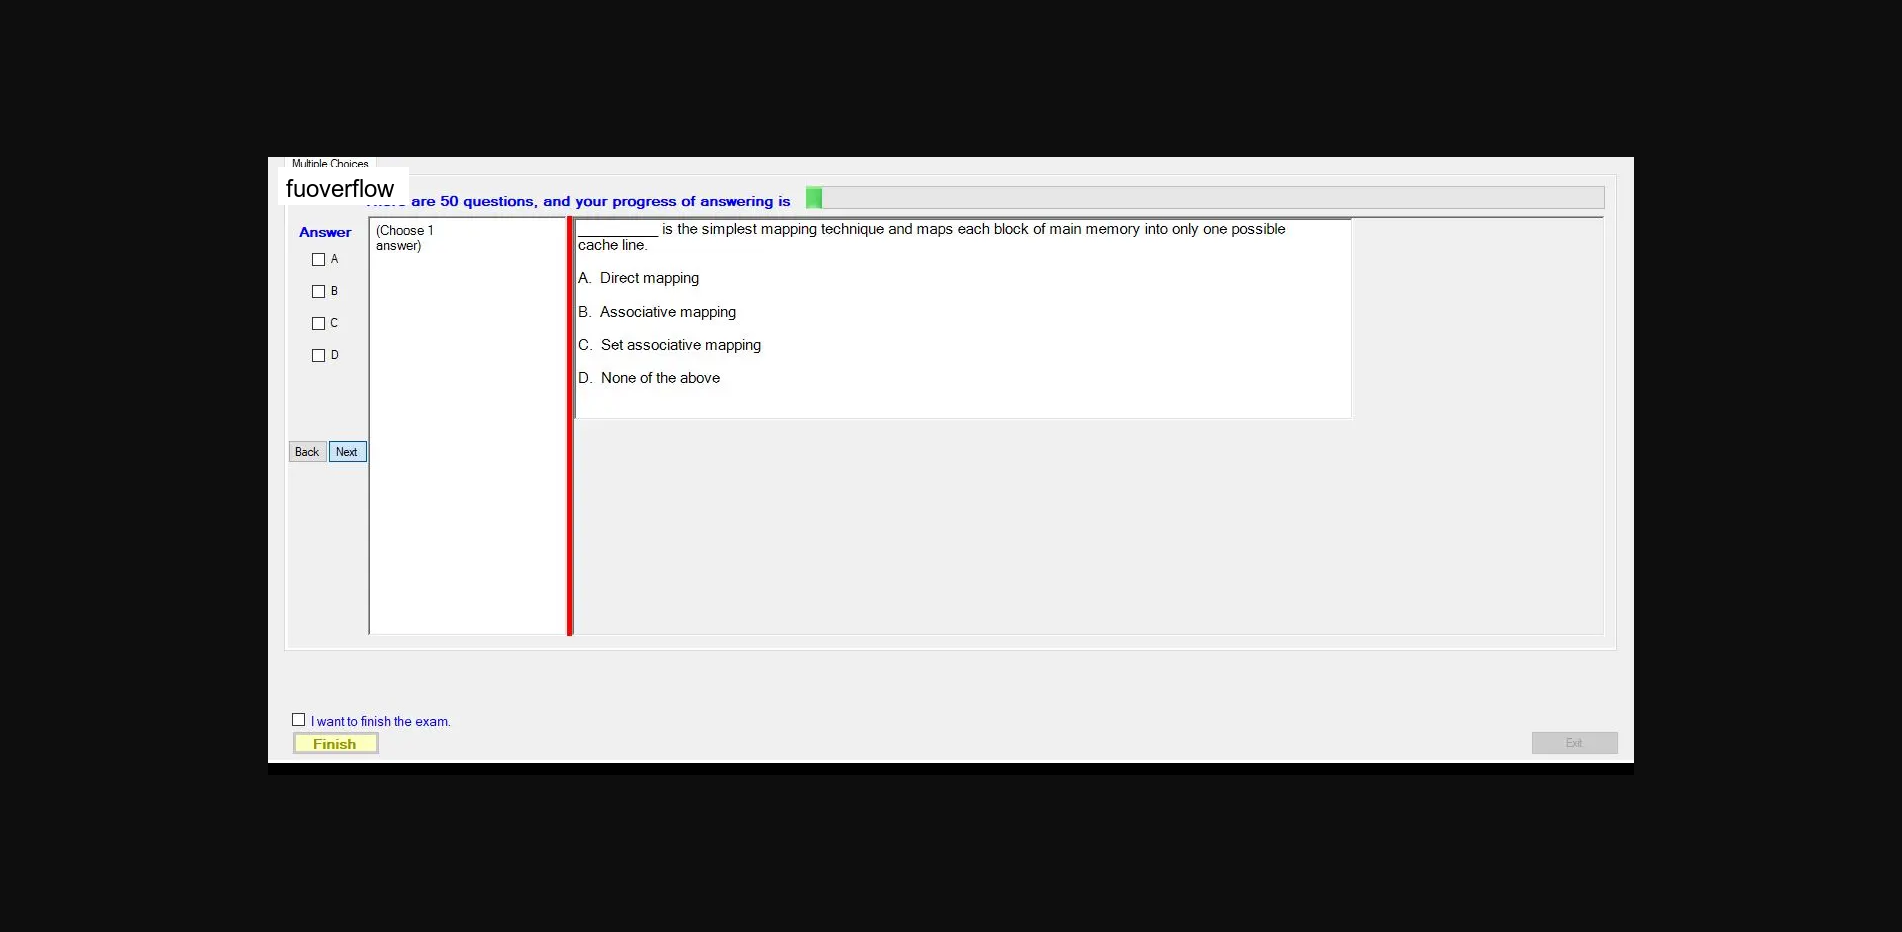 Multiple Choices
fuoverflow
are 50 questions, and your progress of answering is
Answer
(Choose 1
answer)
A
B
C
D
__________ is the simplest mapping technique and maps each block of main memory into only one possible
cache line.
A. Direct mapping
B. Associative mapping
C. Set associative mapping
D. None of the above
Back
Next
I want to finish the exam.
Finish
Exit